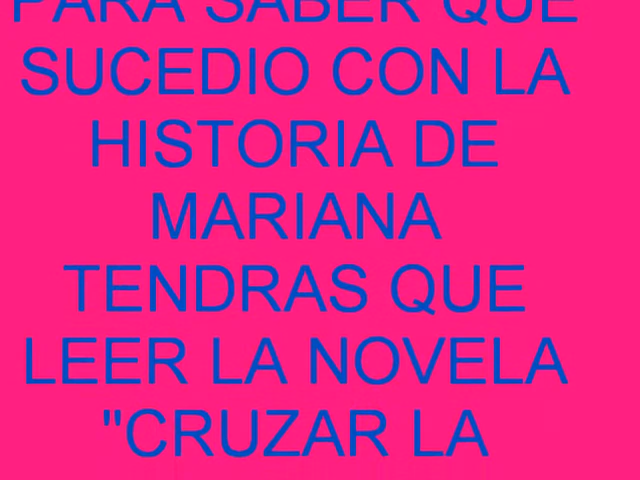 PARA SABER QUE
SUCEDIO CON LA
HISTORIA DE
MARIANA
TENDRAS QUE
LEER LA NOVELA
"CRUZAR LA